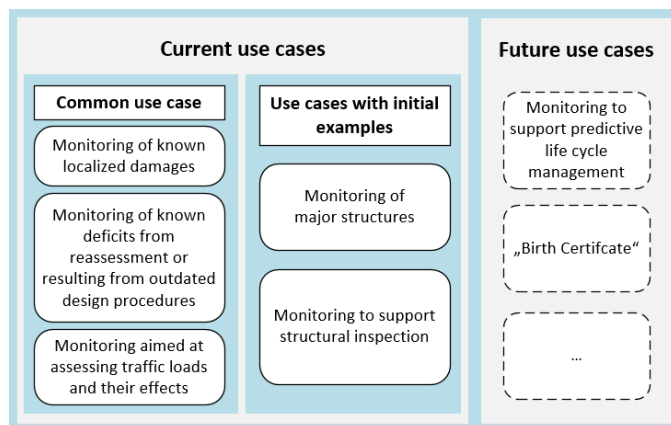 Current use cases
Common use case
Monitoring of known
localized damages
Monitoring of known
deficits from
reassessment or
resulting from outdated
design procedures
Monitoring aimed at
assessing traffic loads
and their effects
Use cases with initial
examples
Monitoring of
major structures
Monitoring to support
structural inspection
Future use cases
Monitoring to
support predictive
life cycle
management
„Birth Certifcate“
...